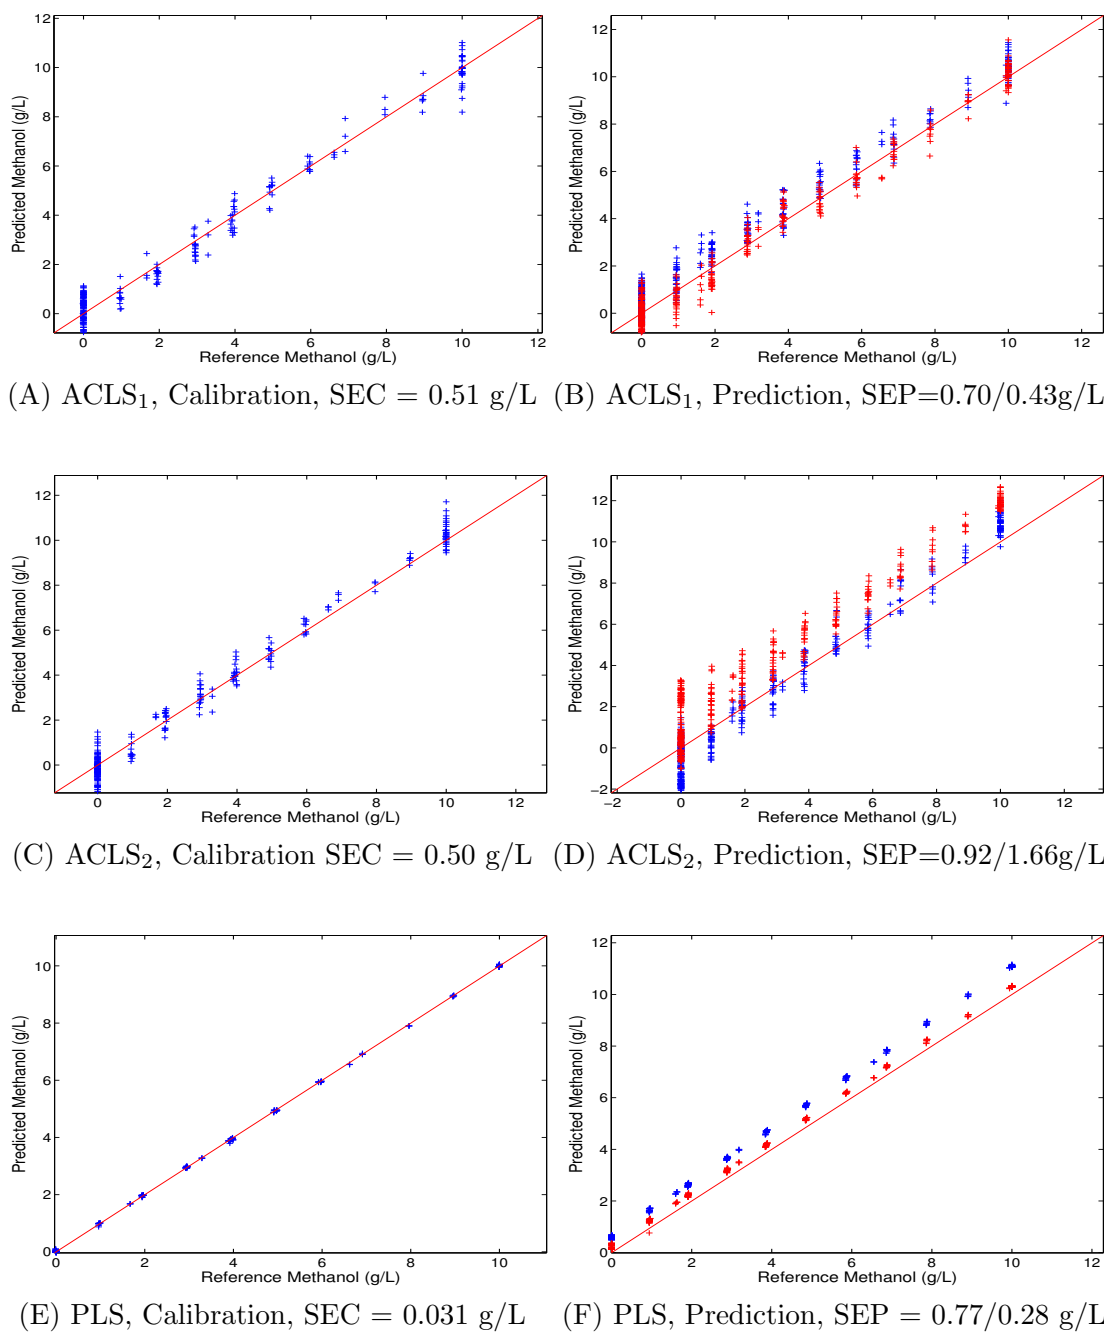 12
10
8
6
4
2
0
Predicted Methanol (g/L)
0 2 4 6 8 10 12
Reference Methanol (g/L)
(A) ACLS₁, Calibration, SEC = 0.51 g/L
12
10
8
6
4
2
0
Predicted Methanol (g/L)
0 2 4 6 8 10 12
Reference Methanol (g/L)
(B) ACLS₁, Prediction, SEP=0.70/0.43g/L
12
10
8
6
4
2
0
Predicted Methanol (g/L)
0 2 4 6 8 10 12
Reference Methanol (g/L)
(C) ACLS₂, Calibration SEC = 0.50 g/L
12
10
8
6
4
2
0
−2
Predicted Methanol (g/L)
−2 0 2 4 6 8 10 12
Reference Methanol (g/L)
(D) ACLS₂, Prediction, SEP=0.92/1.66g/L
10
8
6
4
2
0
Predicted Methanol (g/L)
0 2 4 6 8 10
Reference Methanol (g/L)
(E) PLS, Calibration, SEC = 0.031 g/L
12
10
8
6
4
2
0
Predicted Methanol (g/L)
0 2 4 6 8 10 12
Reference Methanol (g/L)
(F) PLS, Prediction, SEP = 0.77/0.28 g/L